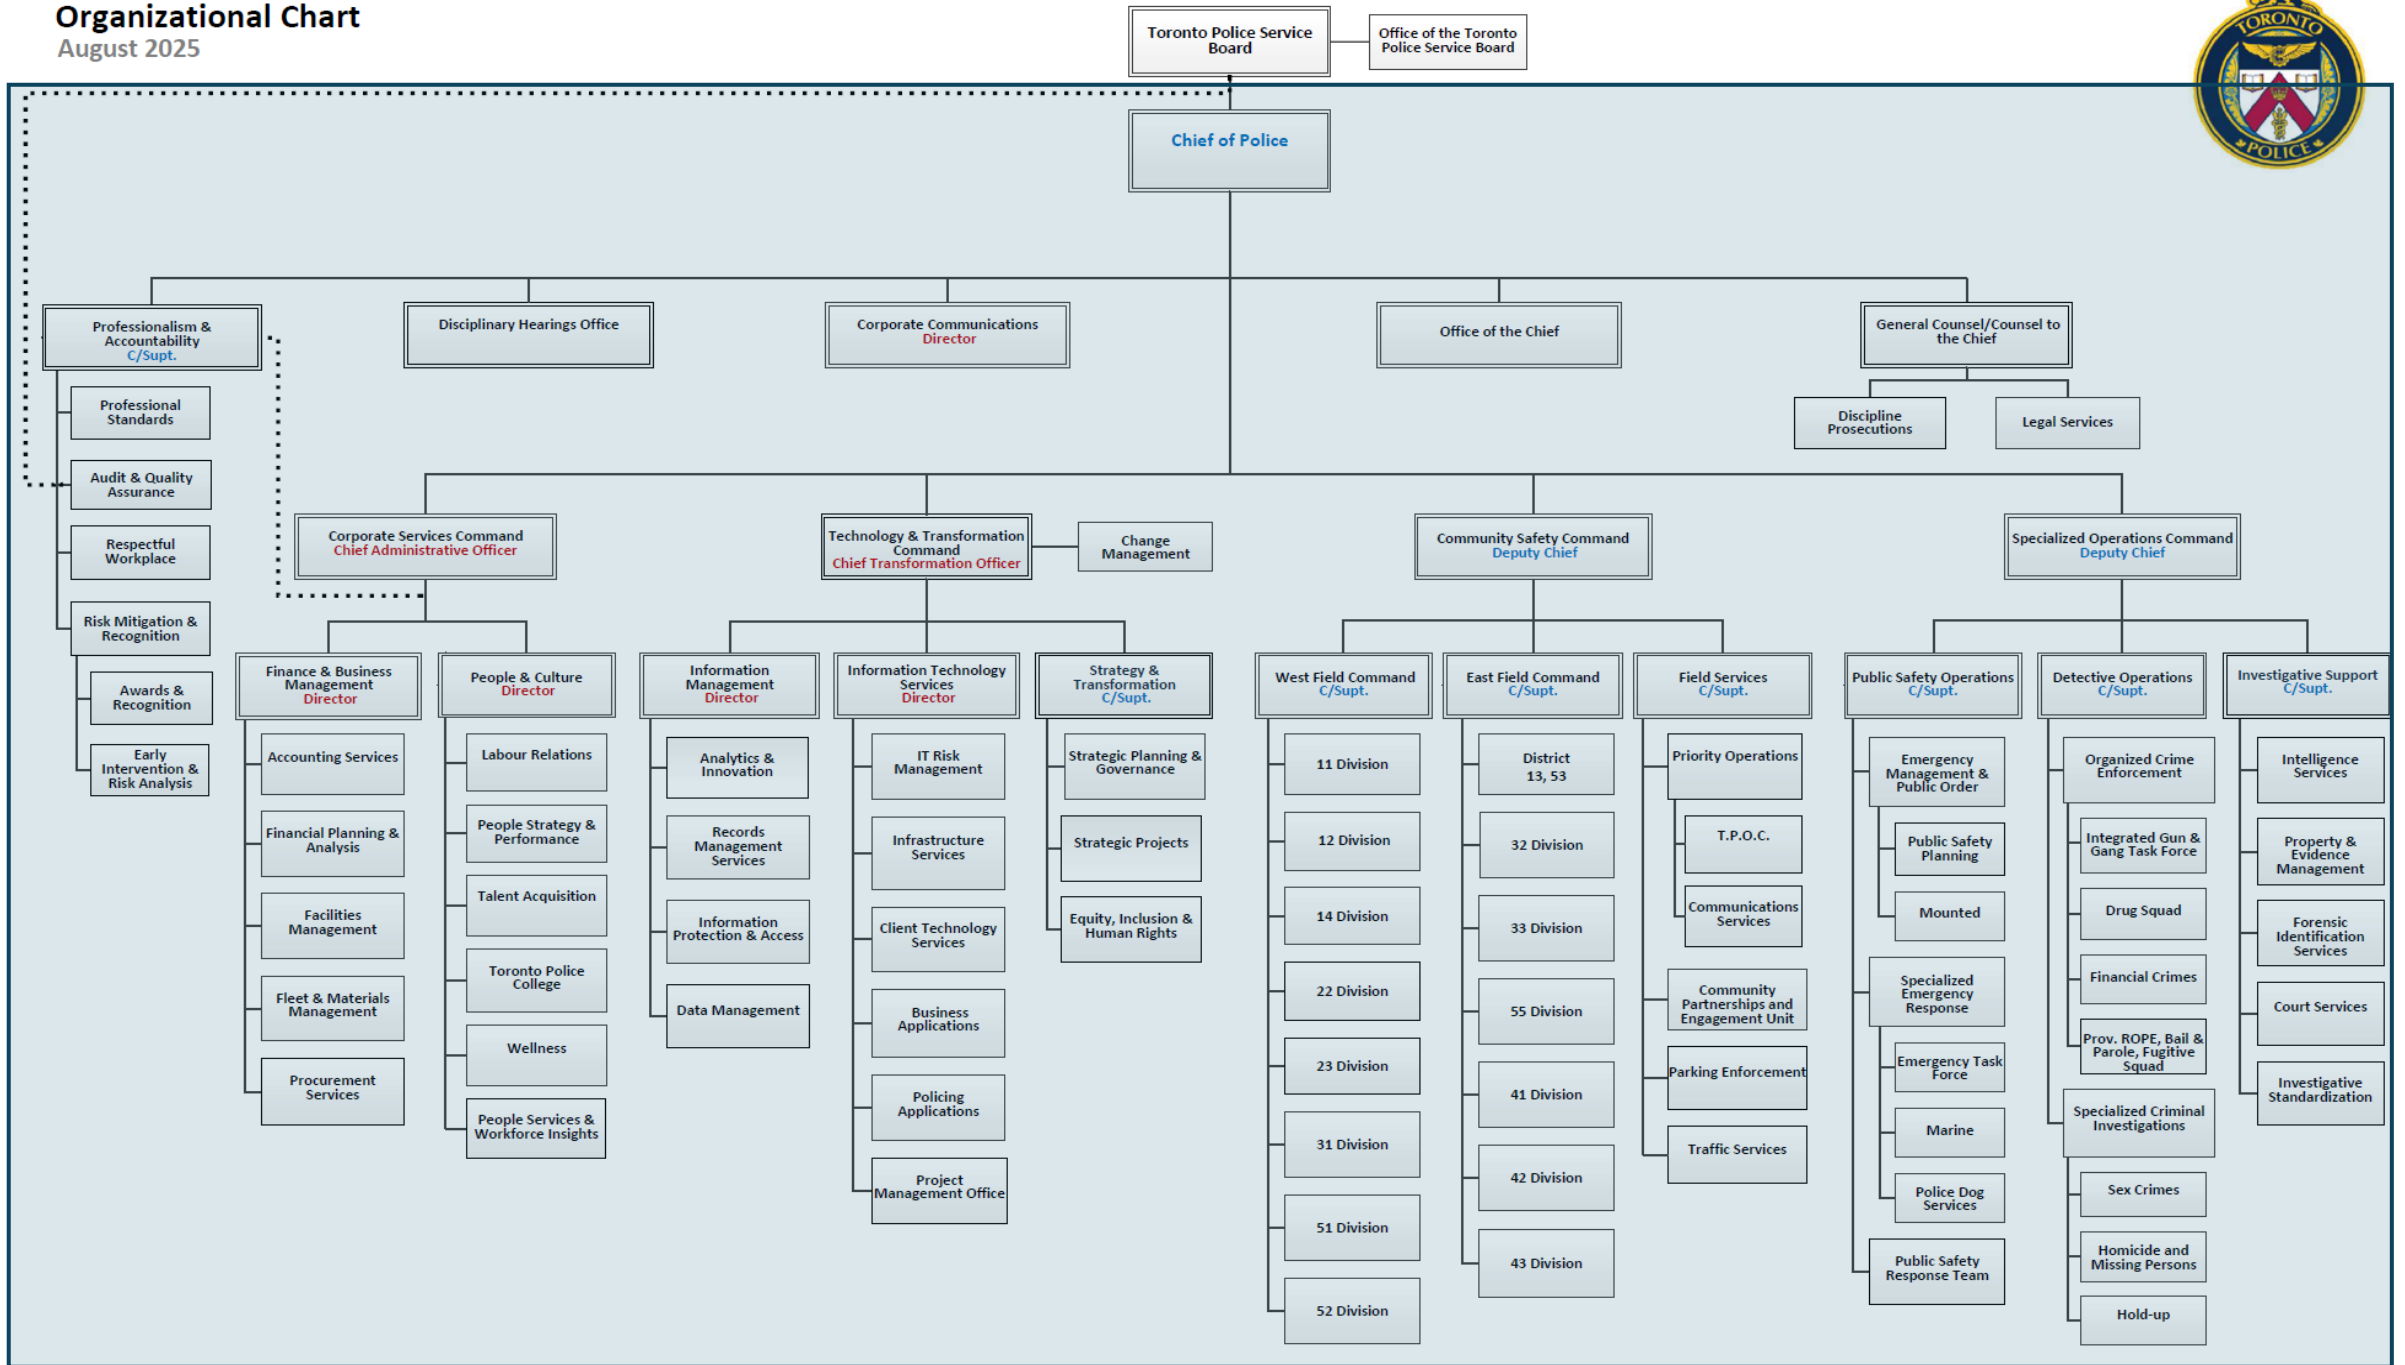 Organizational Chart
August 2025
Toronto Police Service
Board
Office of the Toronto
Police Service Board
TORONTO
POLICE
Chief of Police
Professionalism &
Accountability
C/Supt.
Disciplinary Hearings Office
Corporate Communications
Director
Office of the Chief
General Counsel/Counsel to
the Chief
Discipline
Prosecutions
Legal Services
Professional
Standards
Audit & Quality
Assurance
Respectful
Workplace
Risk Mitigation &
Recognition
Awards &
Recognition
Early
Intervention &
Risk Analysis
Corporate Services Command
Chief Administrative Officer
Technology & Transformation
Command
Chief Transformation Officer
Change
Management
Community Safety Command
Deputy Chief
Specialized Operations Command
Deputy Chief
Finance & Business
Management
Director
Accounting Services
Financial Planning &
Analysis
Facilities
Management
Fleet & Materials
Management
Procurement
Services
People & Culture
Director
Labour Relations
People Strategy &
Performance
Talent Acquisition
Toronto Police
College
Wellness
People Services &
Workforce Insights
Information
Management
Director
Analytics &
Innovation
Records
Management
Services
Information
Protection & Access
Data Management
Information Technology
Services
Director
IT Risk
Management
Infrastructure
Services
Client Technology
Services
Business
Applications
Policing
Applications
Project
Management Office
Strategy &
Transformation
C/Supt.
Strategic Planning &
Governance
Strategic Projects
Equity, Inclusion &
Human Rights
West Field Command
C/Supt.
11 Division
12 Division
14 Division
22 Division
23 Division
31 Division
51 Division
52 Division
East Field Command
C/Supt.
District
13, 53
32 Division
33 Division
55 Division
41 Division
42 Division
43 Division
Field Services
C/Supt.
Priority Operations
T.P.O.C.
Communications
Services
Community
Partnerships and
Engagement Unit
Parking Enforcement
Traffic Services
Public Safety Operations
C/Supt.
Emergency
Management &
Public Order
Public Safety
Planning
Mounted
Specialized
Emergency
Response
Emergency Task
Force
Marine
Police Dog
Services
Public Safety
Response Team
Detective Operations
C/Supt.
Organized Crime
Enforcement
Integrated Gun &
Gang Task Force
Drug Squad
Financial Crimes
Prov. ROPE, Bail &
Parole, Fugitive
Squad
Specialized Criminal
Investigations
Sex Crimes
Homicide and
Missing Persons
Hold-up
Investigative Support
C/Supt.
Intelligence
Services
Property &
Evidence
Management
Forensic
Identification
Services
Court Services
Investigative
Standardization